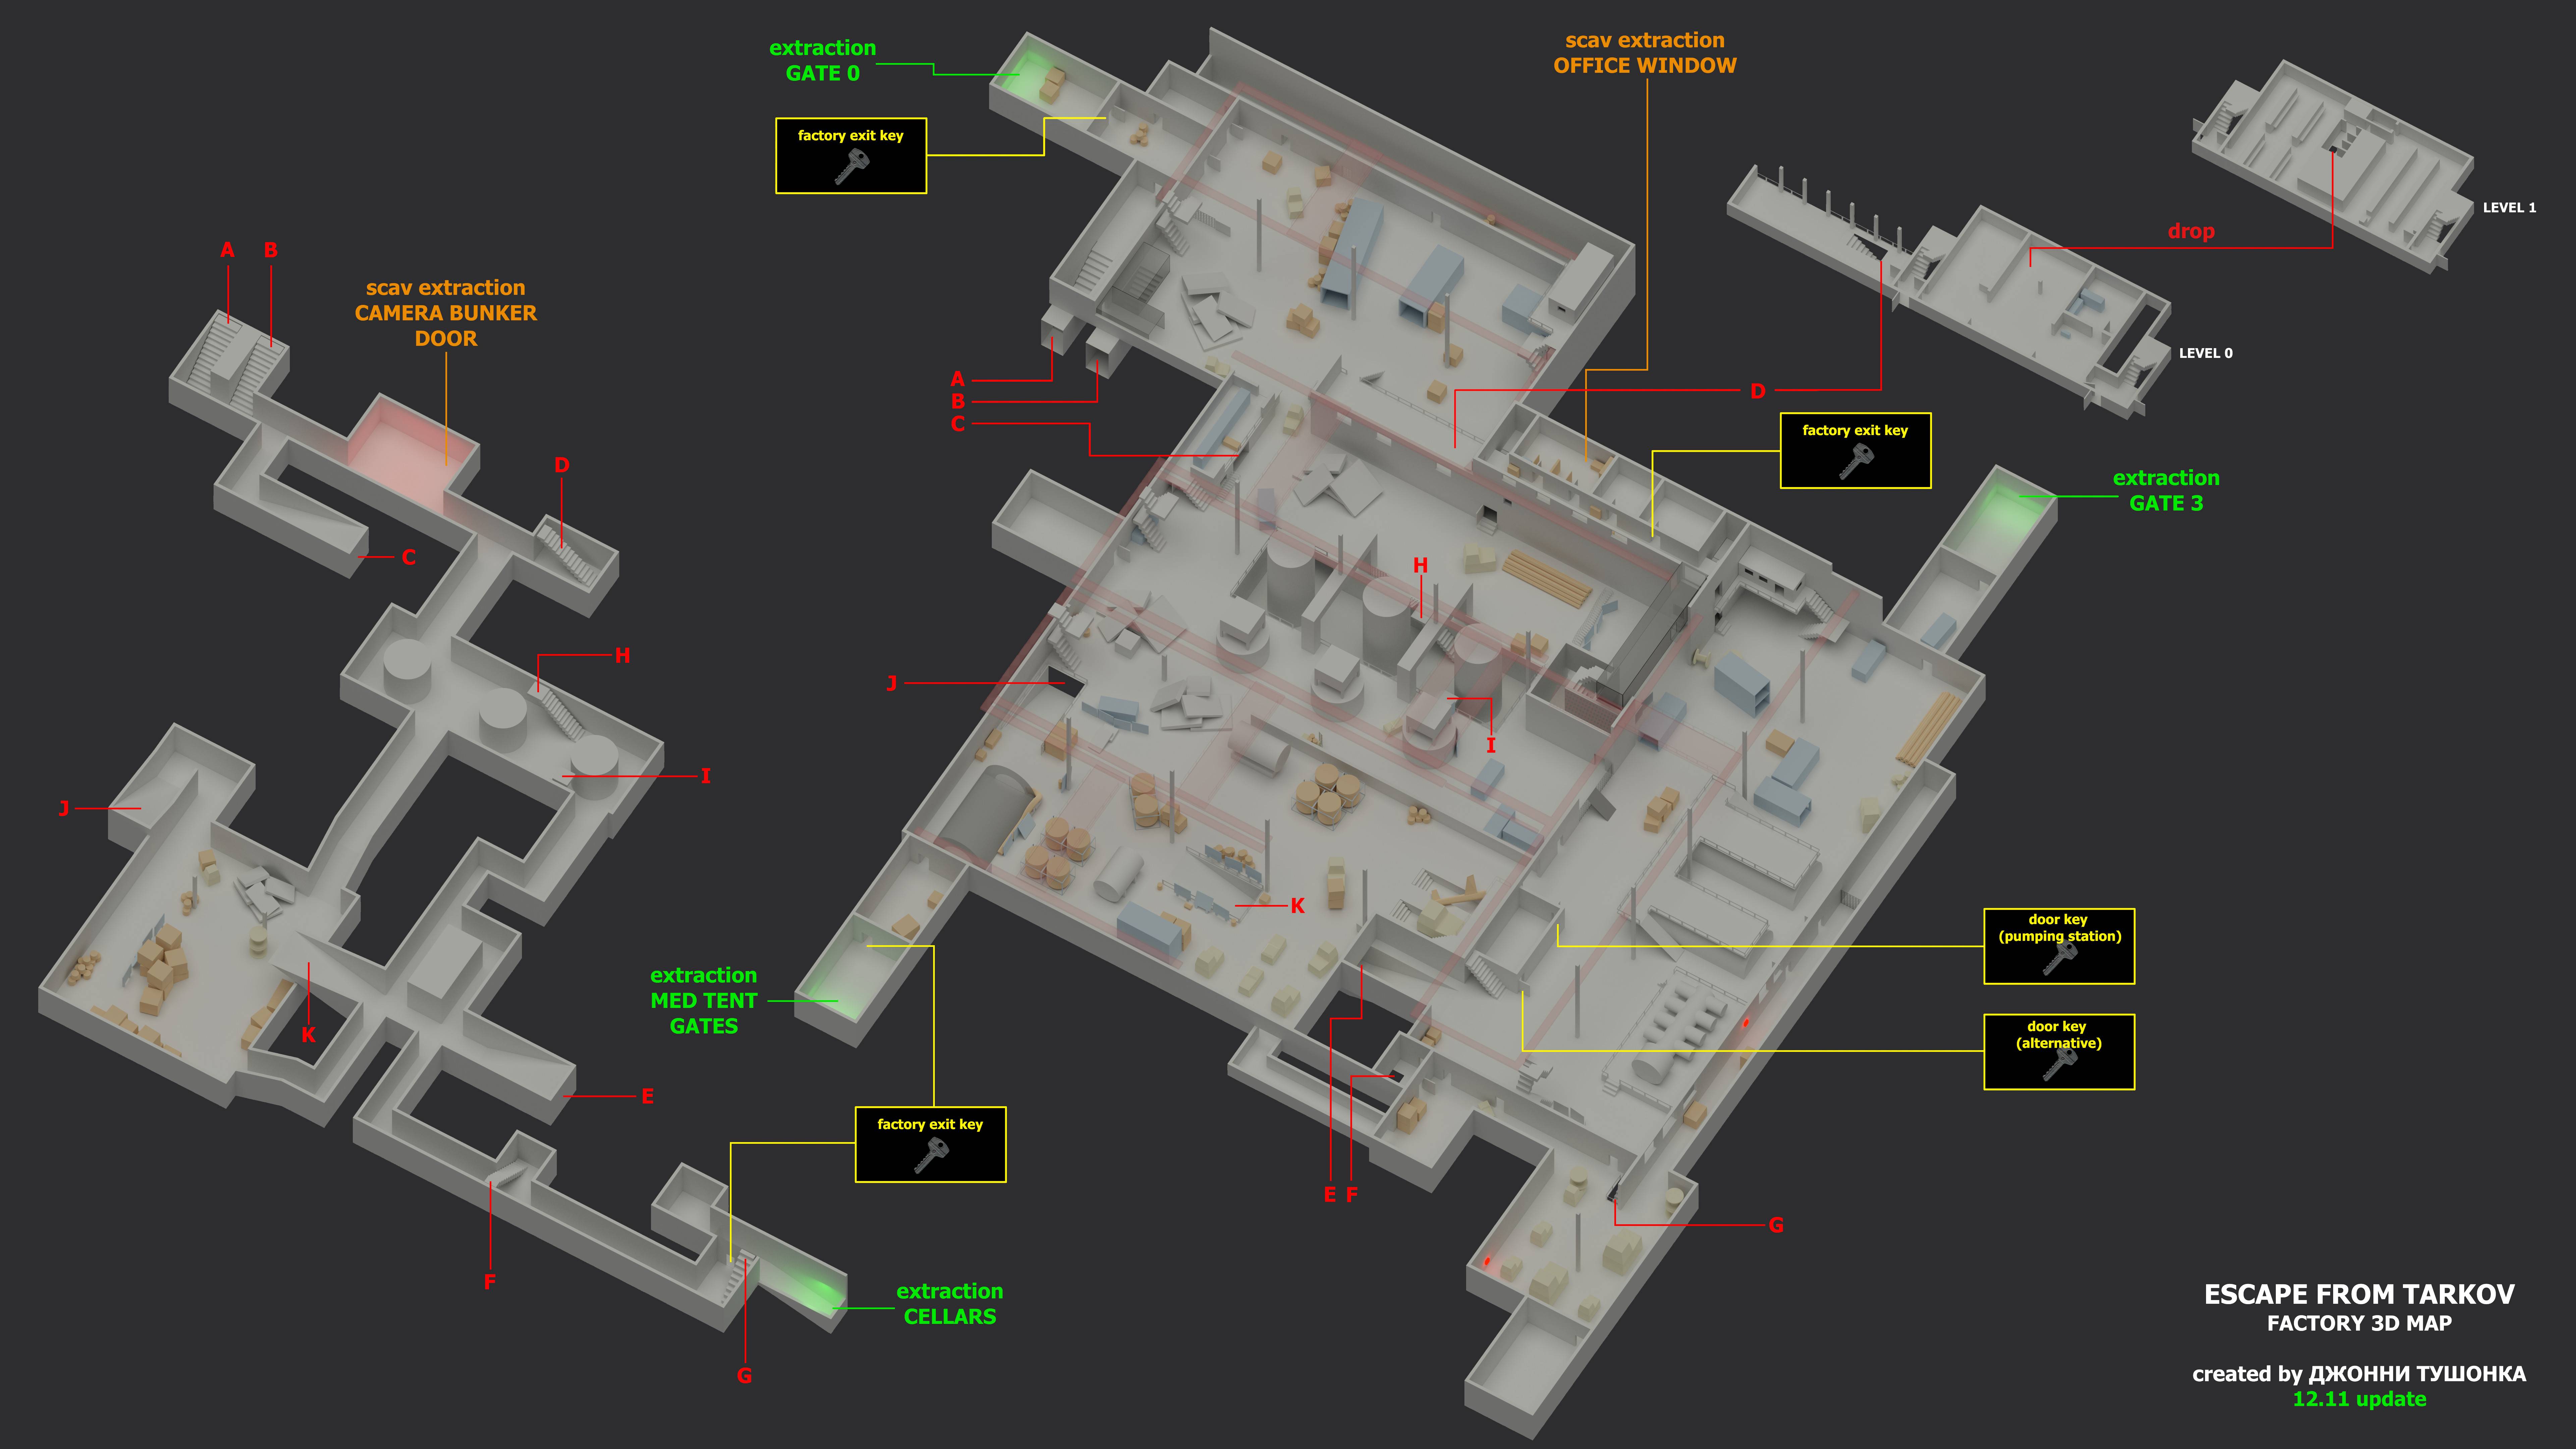 extraction
GATE 0
scav extraction
OFFICE WINDOW
factory exit key
LEVEL 1
drop
A
B
scav extraction
CAMERA BUNKER
DOOR
LEVEL 0
A
B
C
D
factory exit key
D
C
extraction
GATE 3
H
H
J
I
I
J
K
door key
(pumping station)
extraction
MED TENT
GATES
K
door key
(alternative)
E
factory exit key
E
F
G
F
extraction
CELLARS
G
ESCAPE FROM TARKOV
FACTORY 3D MAP
created by ДЖОННИ ТУШОНКА
12.11 update